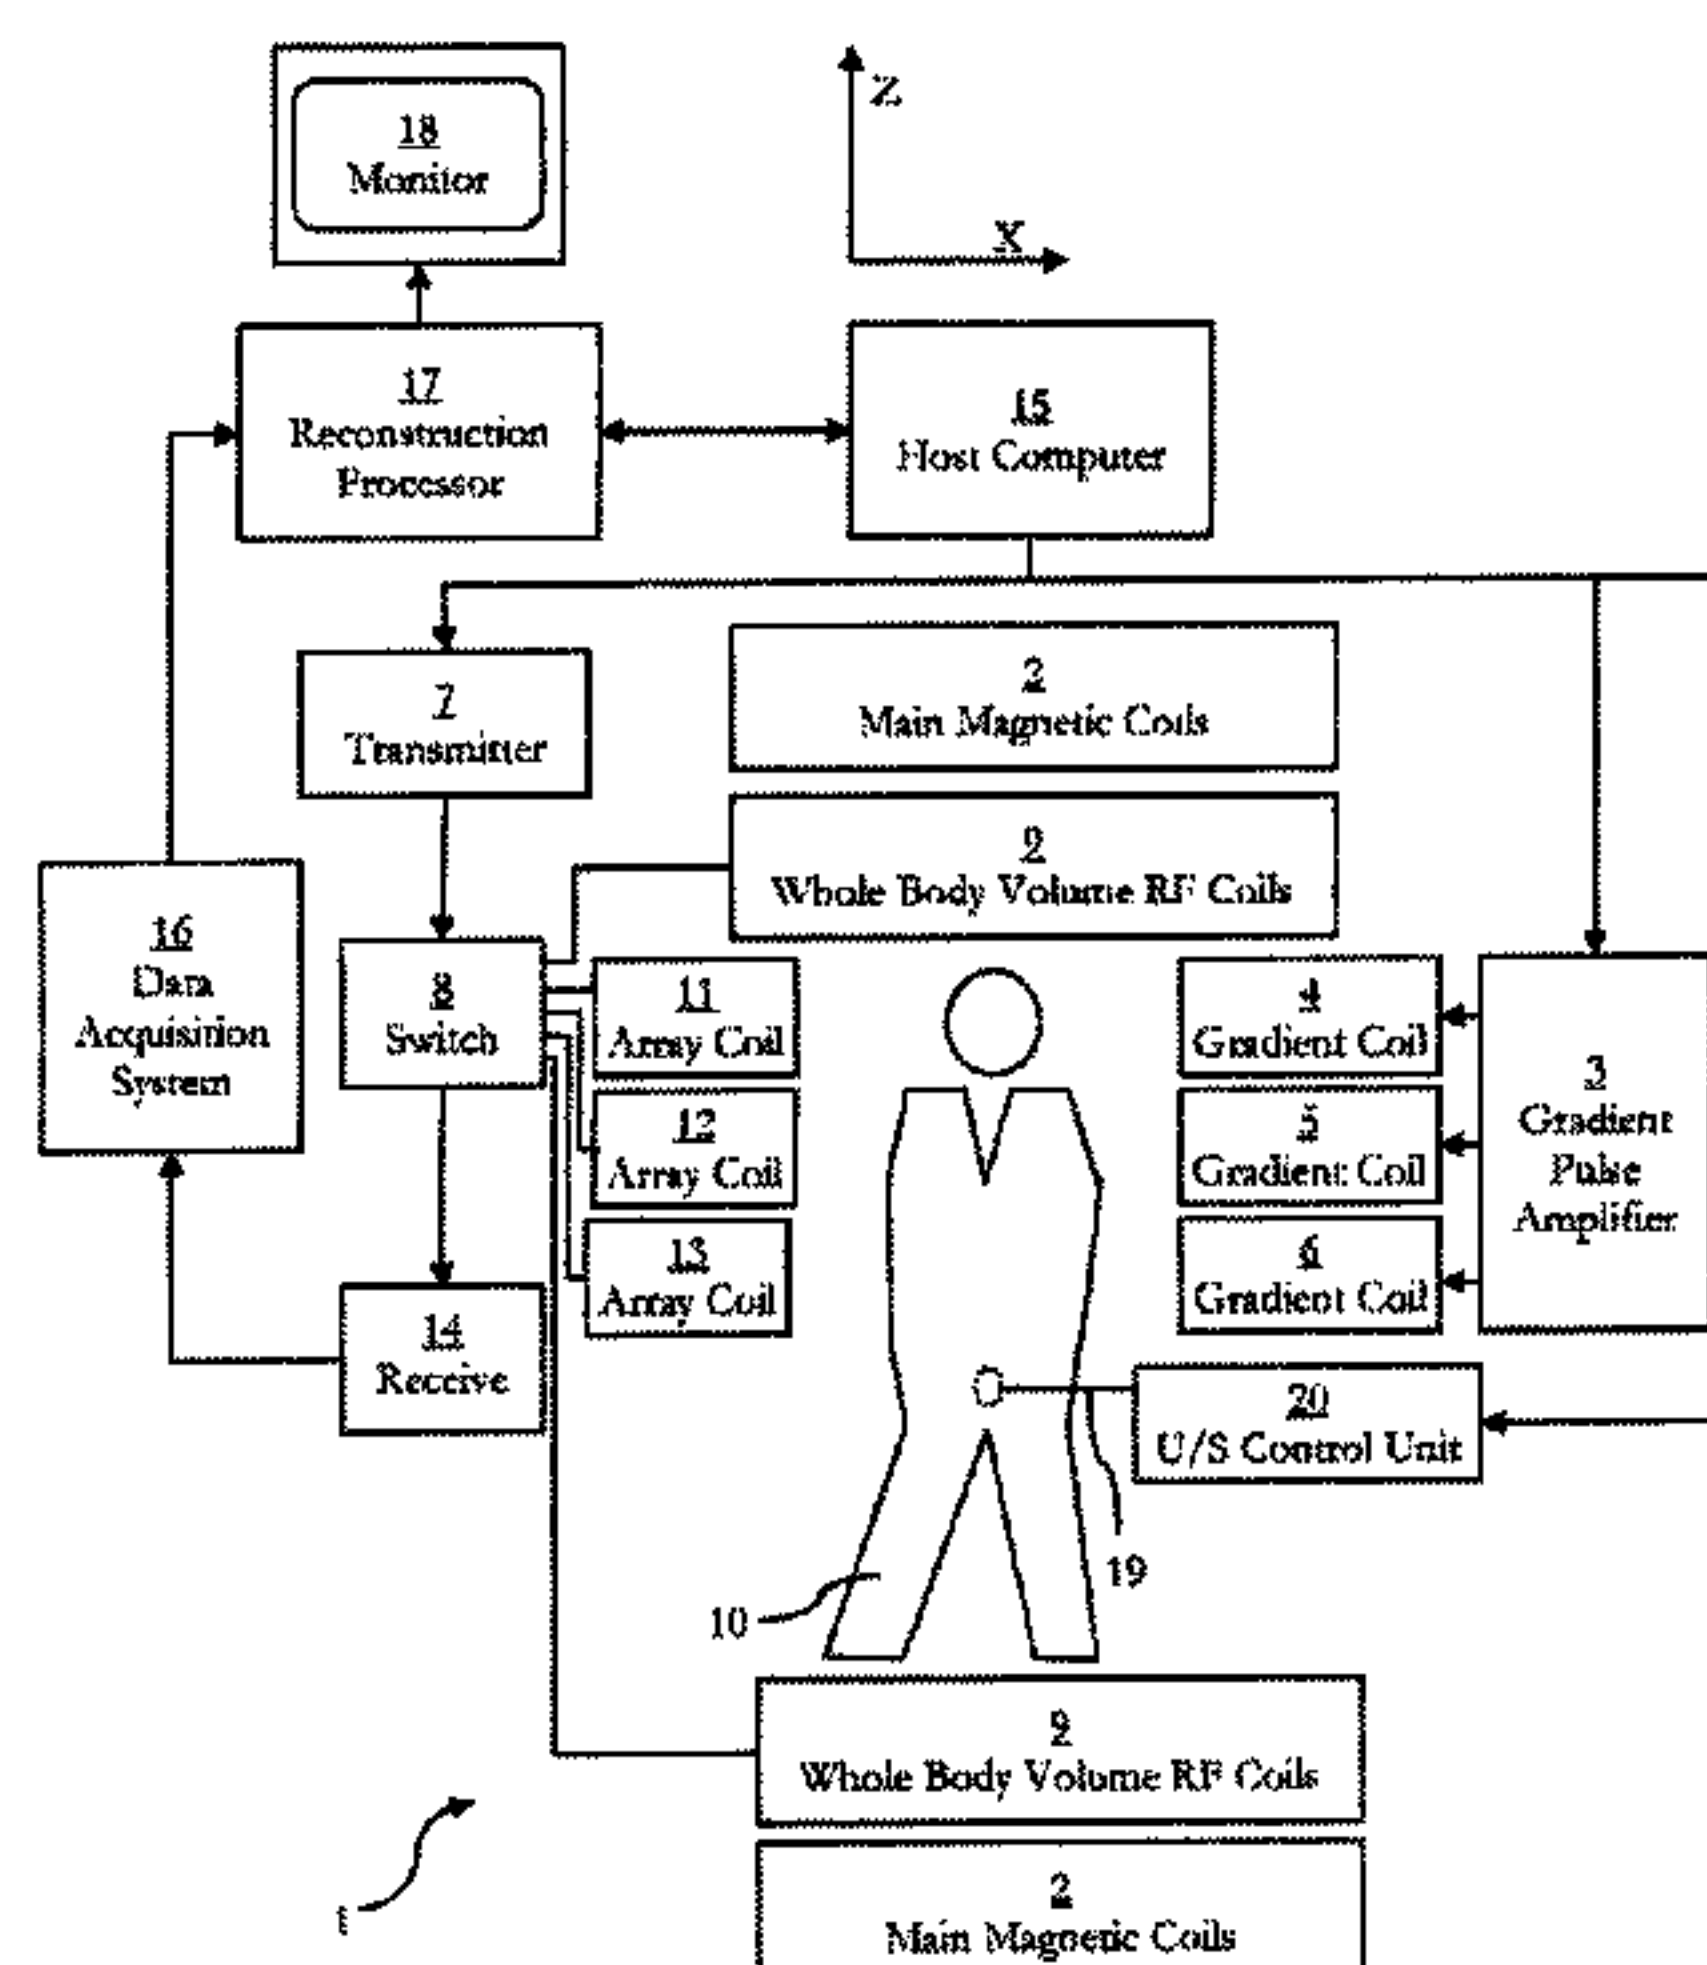 18
Monitor
Z
X
17
Reconstruction
Processor
15
Host Computer
7
Transmitter
2
Main Magnetic Coils
9
Whole Body Volume RF Coils
16
Data
Acquisition
System
8
Switch
11
Array Coil
12
Array Coil
13
Array Coil
4
Gradient Coil
5
Gradient Coil
6
Gradient Coil
3
Gradient
Pulse
Amplifier
14
Receive
20
U/S Control Unit
19
10
9
Whole Body Volume RF Coils
1
2
Main Magnetic Coils